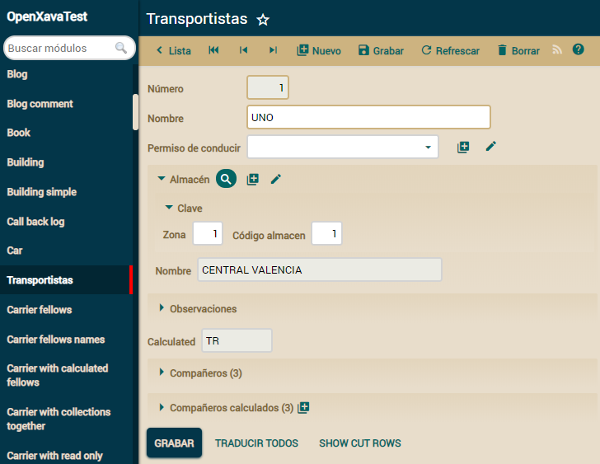 OpenXavaTest
Buscar módulos
Blog
Blog comment
Book
Building
Building simple
Call back log
Car
Transportistas
Carrier fellows
Carrier fellows names
Carrier with calculated
fellows
Carrier with collections
together
Carrier with read only
Transportistas
Lista
Nuevo
Grabar
Refrescar
Borrar
Número 1
Nombre UNO
Permiso de conducir
Almacén
Clave
Zona 1 Código almacen 1
Nombre CENTRAL VALENCIA
Observaciones
Calculated TR
Compañeros (3)
Compañeros calculados (3)
GRABAR TRADUCIR TODOS SHOW CUT ROWS